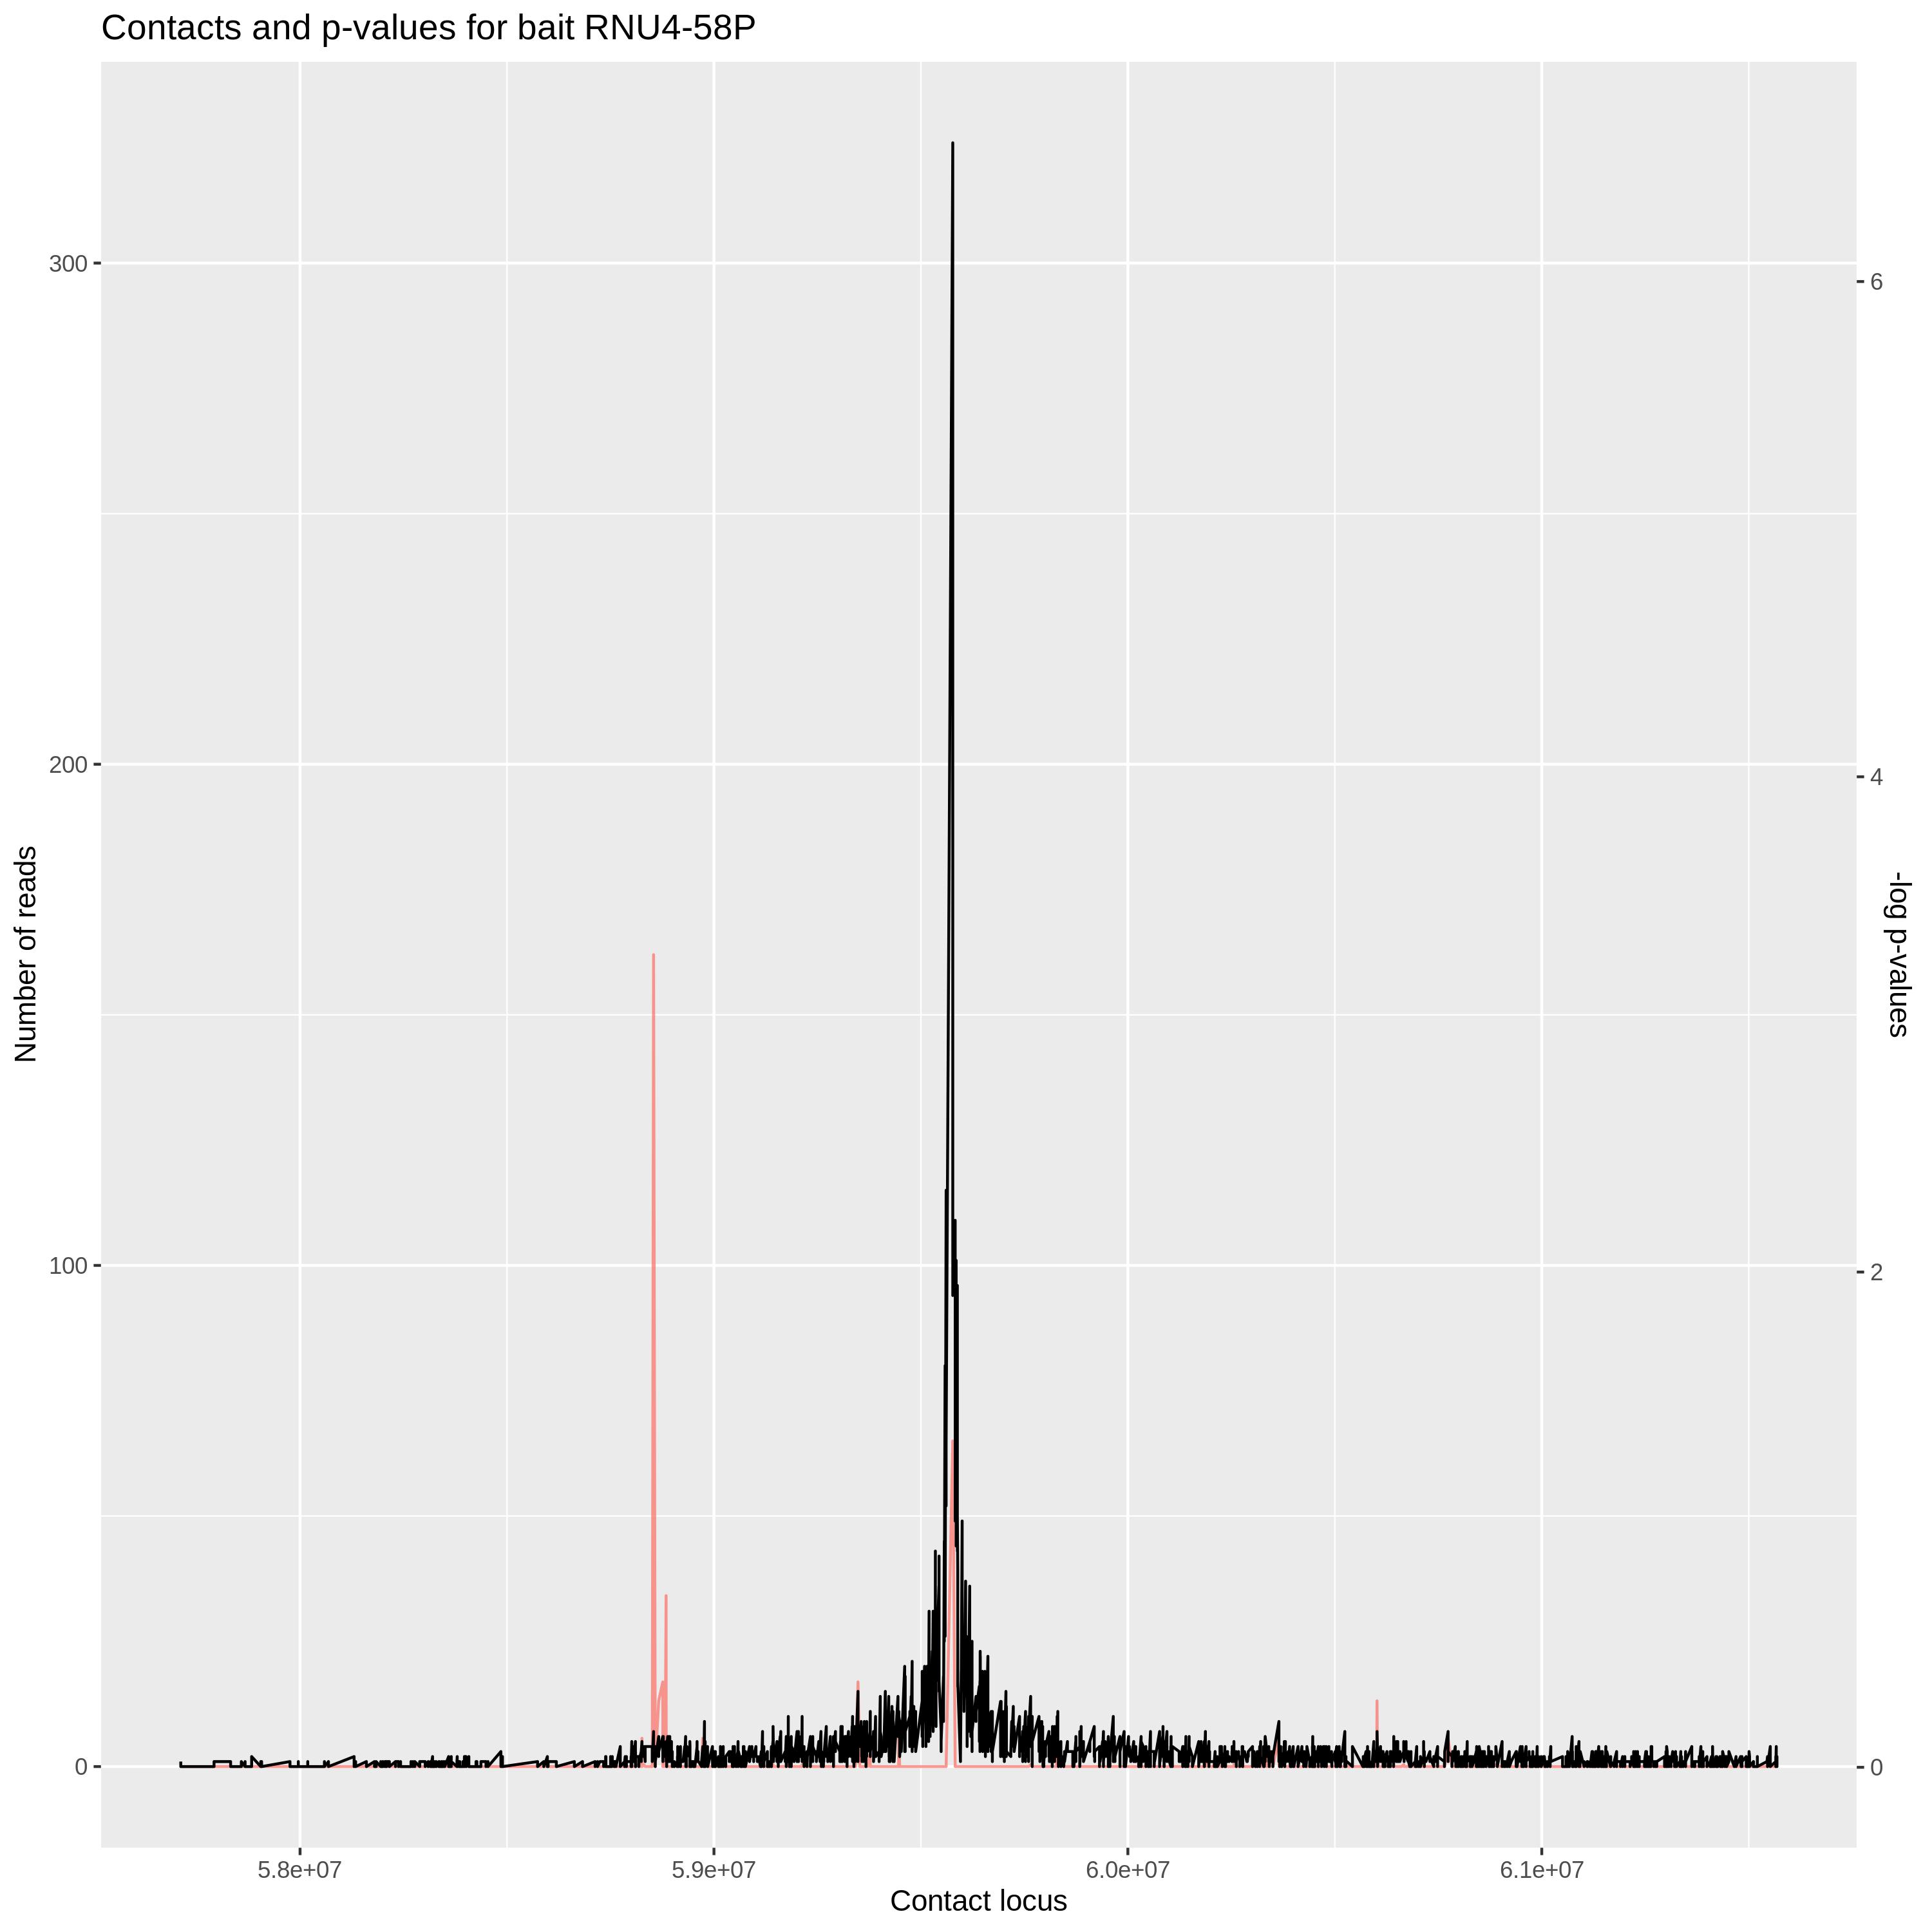 Contacts and p-values for bait RNU4-58P
300
200
100
0
Number of reads
6
4
2
0
-log p-values
5.8e+07
5.9e+07
6.0e+07
6.1e+07
Contact locus